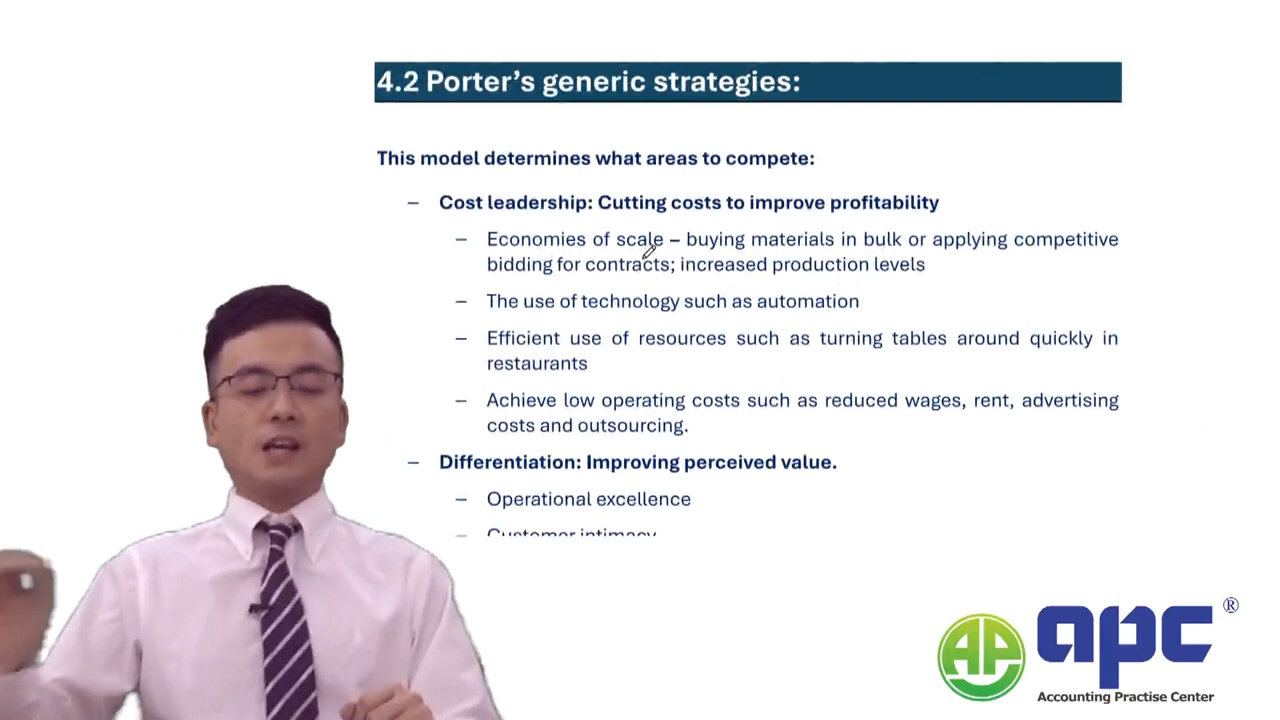 4.2 Porter’s generic strategies:
This model determines what areas to compete:
– Cost leadership: Cutting costs to improve profitability
– Economies of scale – buying materials in bulk or applying competitive
bidding for contracts; increased production levels
– The use of technology such as automation
– Efficient use of resources such as turning tables around quickly in
restaurants
– Achieve low operating costs such as reduced wages, rent, advertising
costs and outsourcing.
– Differentiation: Improving perceived value.
– Operational excellence
– Customer intimacy
AP apc ®
Accounting Practise Center